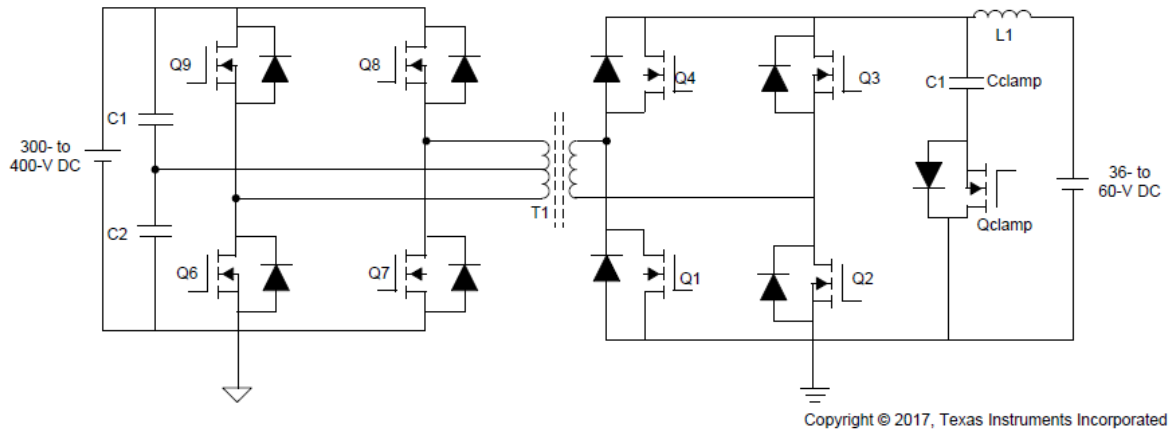 Q9
Q8
Q4
Q3
L1
C1
Cclamp
C1
300- to
400-V DC
36- to
60-V DC
T1
C2
Qclamp
Q6
Q7
Q1
Q2
Copyright © 2017, Texas Instruments Incorporated